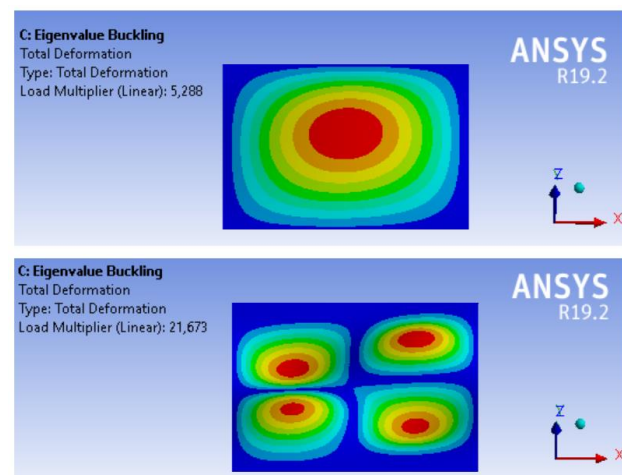 C: Eigenvalue Buckling
Total Deformation
Type: Total Deformation
Load Multiplier (Linear): 5,288
ANSYS
R19.2
Z
X
C: Eigenvalue Buckling
Total Deformation
Type: Total Deformation
Load Multiplier (Linear): 21,673
ANSYS
R19.2
Z
X